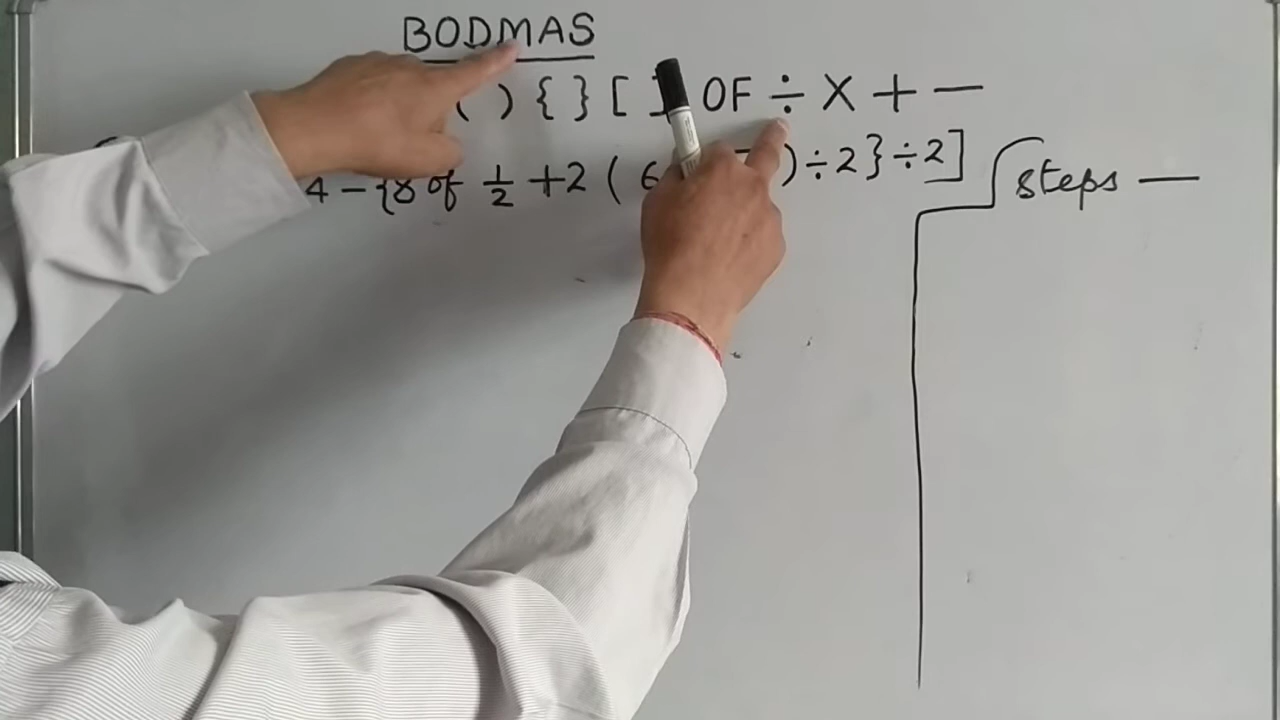 BODMAS
( ) { } [ ] OF ÷ X + −
4 − {8 of 1/2 + 2 ( 6 ) ÷ 2 } ÷ 2 ]
steps —